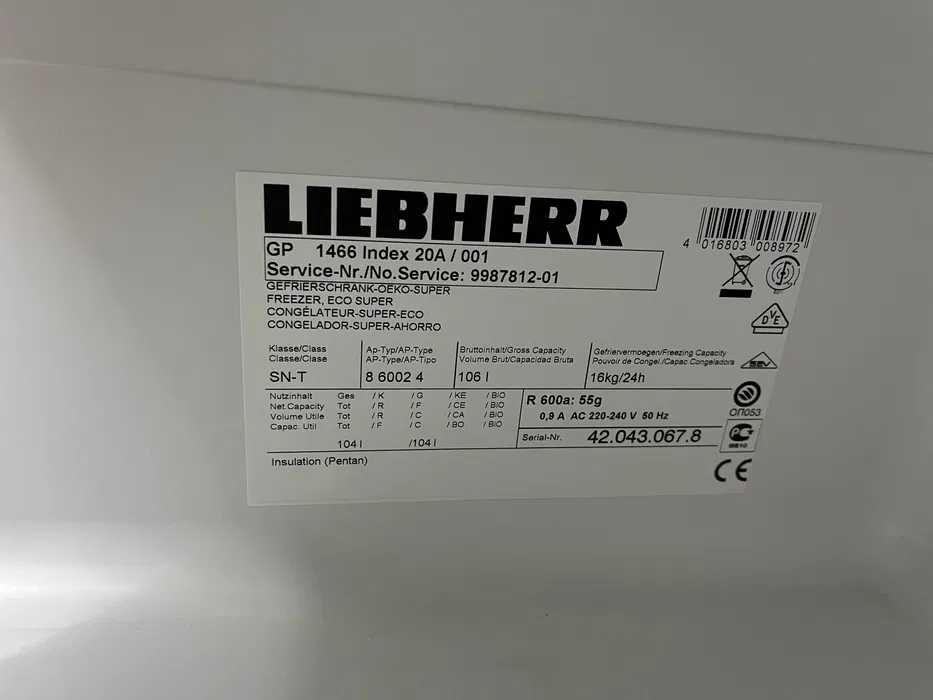 LIEBHERR
4 016803 008972
GP 1466 Index 20A / 001
Service-Nr./No.Service: 9987812-01
GEFRIERSCHRANK-OEKO-SUPER
FREEZER, ECO SUPER
CONGÉLATEUR-SUPER-ECO
CONGELADOR-SUPER-AHORRO
Klasse/Class
Classe/Clase
SN-T
Ap-Typ/AP-Type
AP-Type/AP-Tipo
8 6002 4
Bruttoinhalt/Gross Capacity
Volume Brut/Capacidad Bruta
106 l
Gefriervermoegen/Freezing Capacity
Pouvoir de Congel./Capac Congeladora
16kg/24h
Nutzinhalt Ges / K / G / KE / BIO
Net.Capacity Tot / R / F / CE / BIO
Volume Utile Tot / R / C / CA / BIO
Capac. Util Tot / F / C / BO / BIO
104 l /104 l
R 600a: 55g
0,9 A AC 220-240 V 50 Hz
Serial-Nr. 42.043.067.8
Insulation (Pentan)
DVE
SEV
ОП053
CE